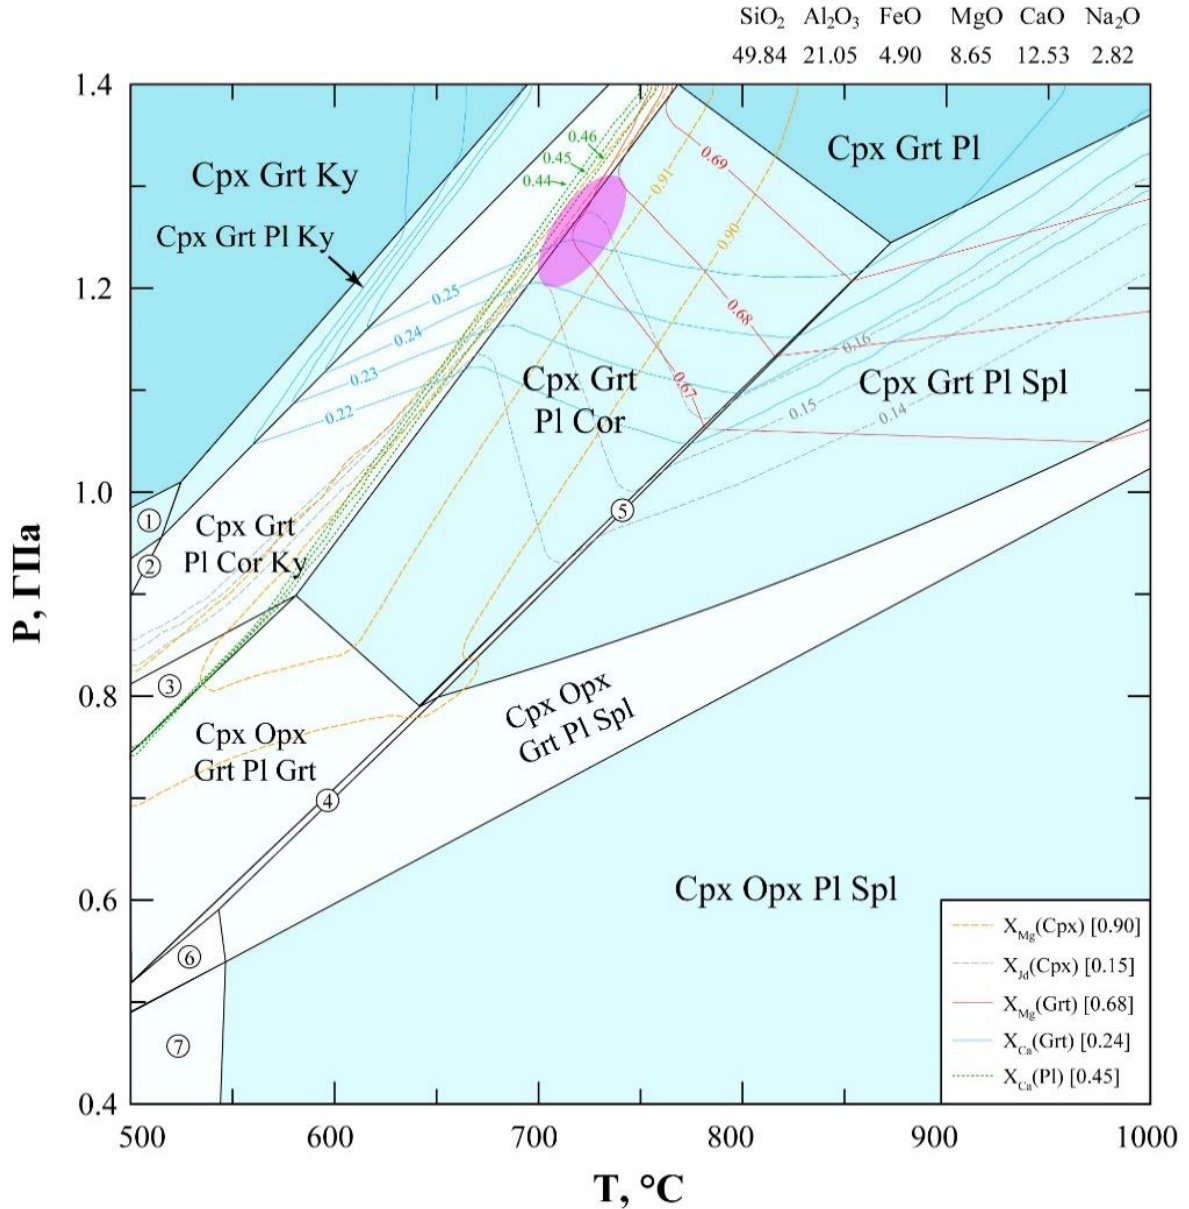 SiO₂ Al₂O₃ FeO MgO CaO Na₂O
49.84 21.05 4.90 8.65 12.53 2.82
1.4
1.2
1.0
0.8
0.6
0.4
P, ГПа
500 600 700 800 900 1000
T, °C
Cpx Grt Ky
Cpx Grt Pl Ky
Cpx Grt Pl
0.46
0.45
0.44
0.69
0.91
0.90
0.25
0.24
0.23
0.22
0.68
0.67
0.16
0.15
0.14
Cpx Grt
Pl Cor
Cpx Grt Pl Spl
①
②
Cpx Grt
Pl Cor Ky
⑤
③
Cpx Opx
Grt Pl Grt
Cpx Opx
Grt Pl Spl
④
Cpx Opx Pl Spl
⑥
⑦
X_Mg(Cpx) [0.90]
X_Jd(Cpx) [0.15]
X_Mg(Grt) [0.68]
X_Ca(Grt) [0.24]
X_Ca(Pl) [0.45]